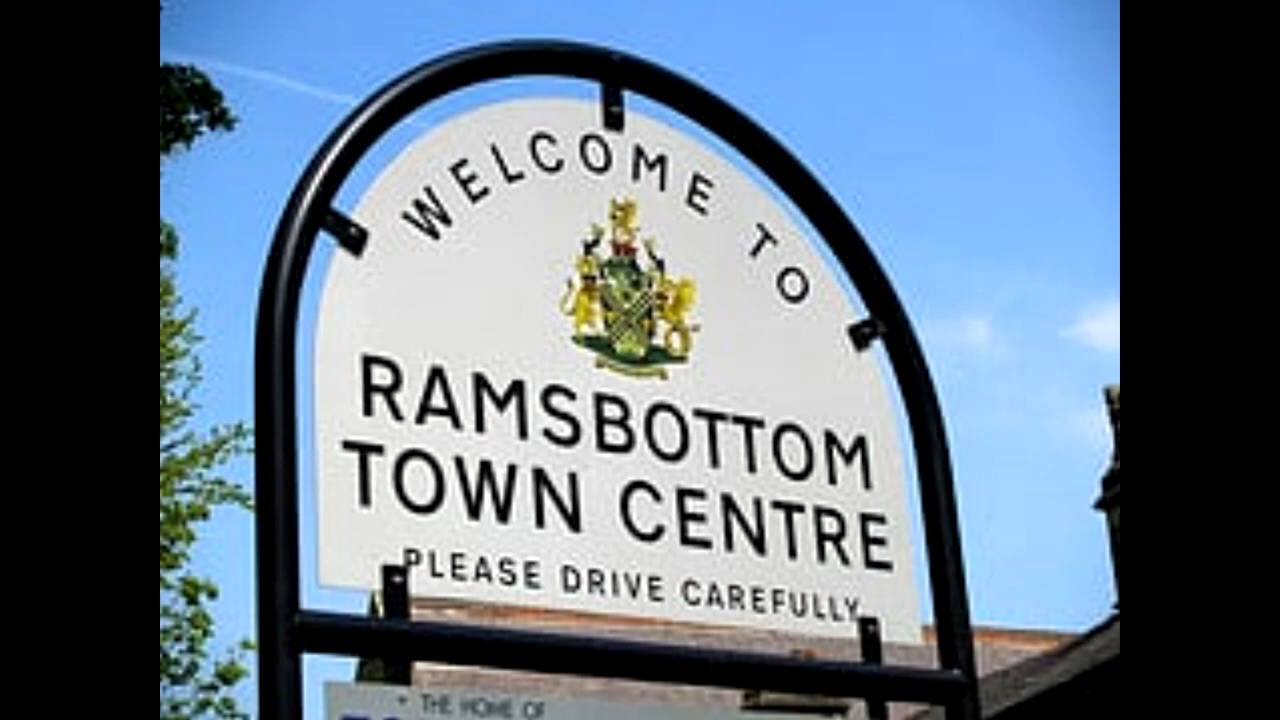 WELCOME TO
RAMSBOTTOM
TOWN CENTRE
PLEASE DRIVE CAREFULLY
THE HOME OF